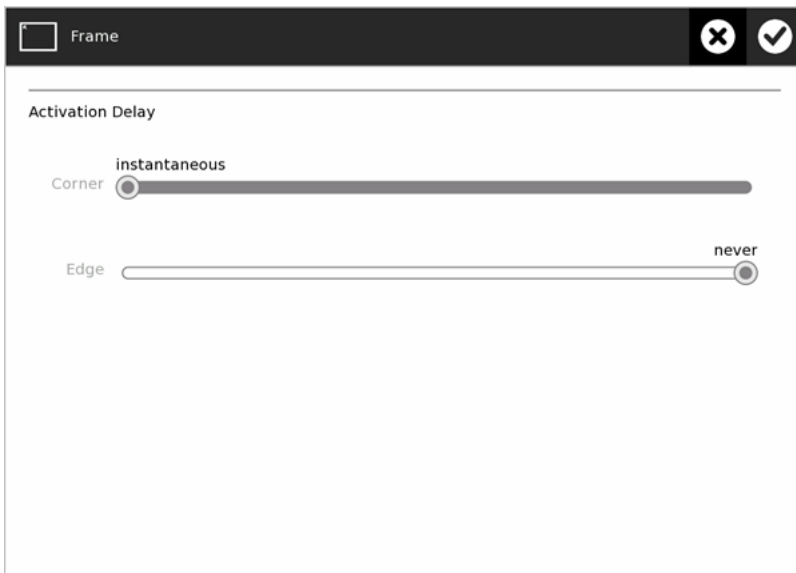 Frame
Activation Delay
instantaneous
Corner
never
Edge